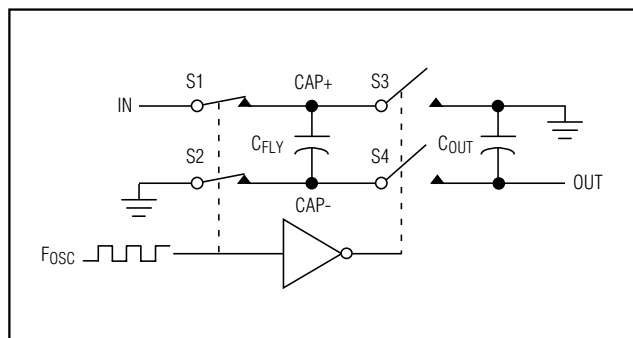 S1 CAP+ S3
IN
CFLY COUT
S2 S4
OUT
CAP-
FOSC